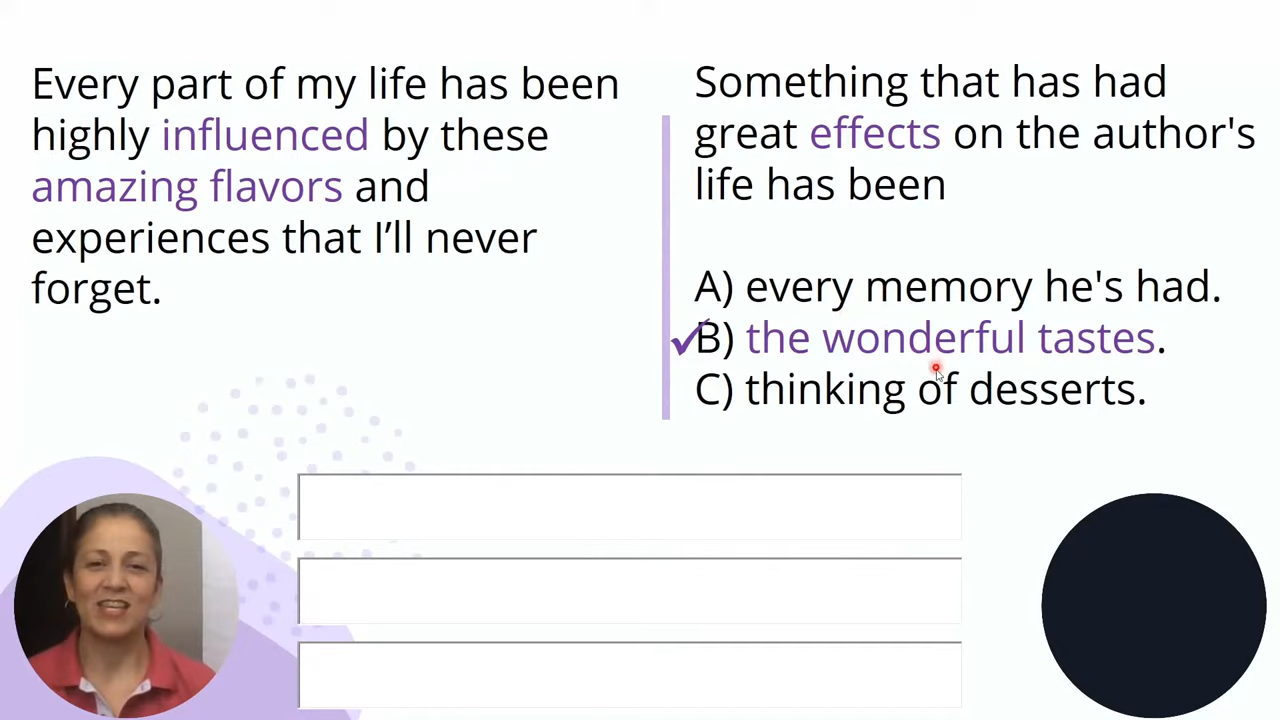 Every part of my life has been
highly influenced by these
amazing flavors and
experiences that I’ll never
forget.
Something that has had
great effects on the author's
life has been
A) every memory he's had.
✓B) the wonderful tastes.
C) thinking of desserts.